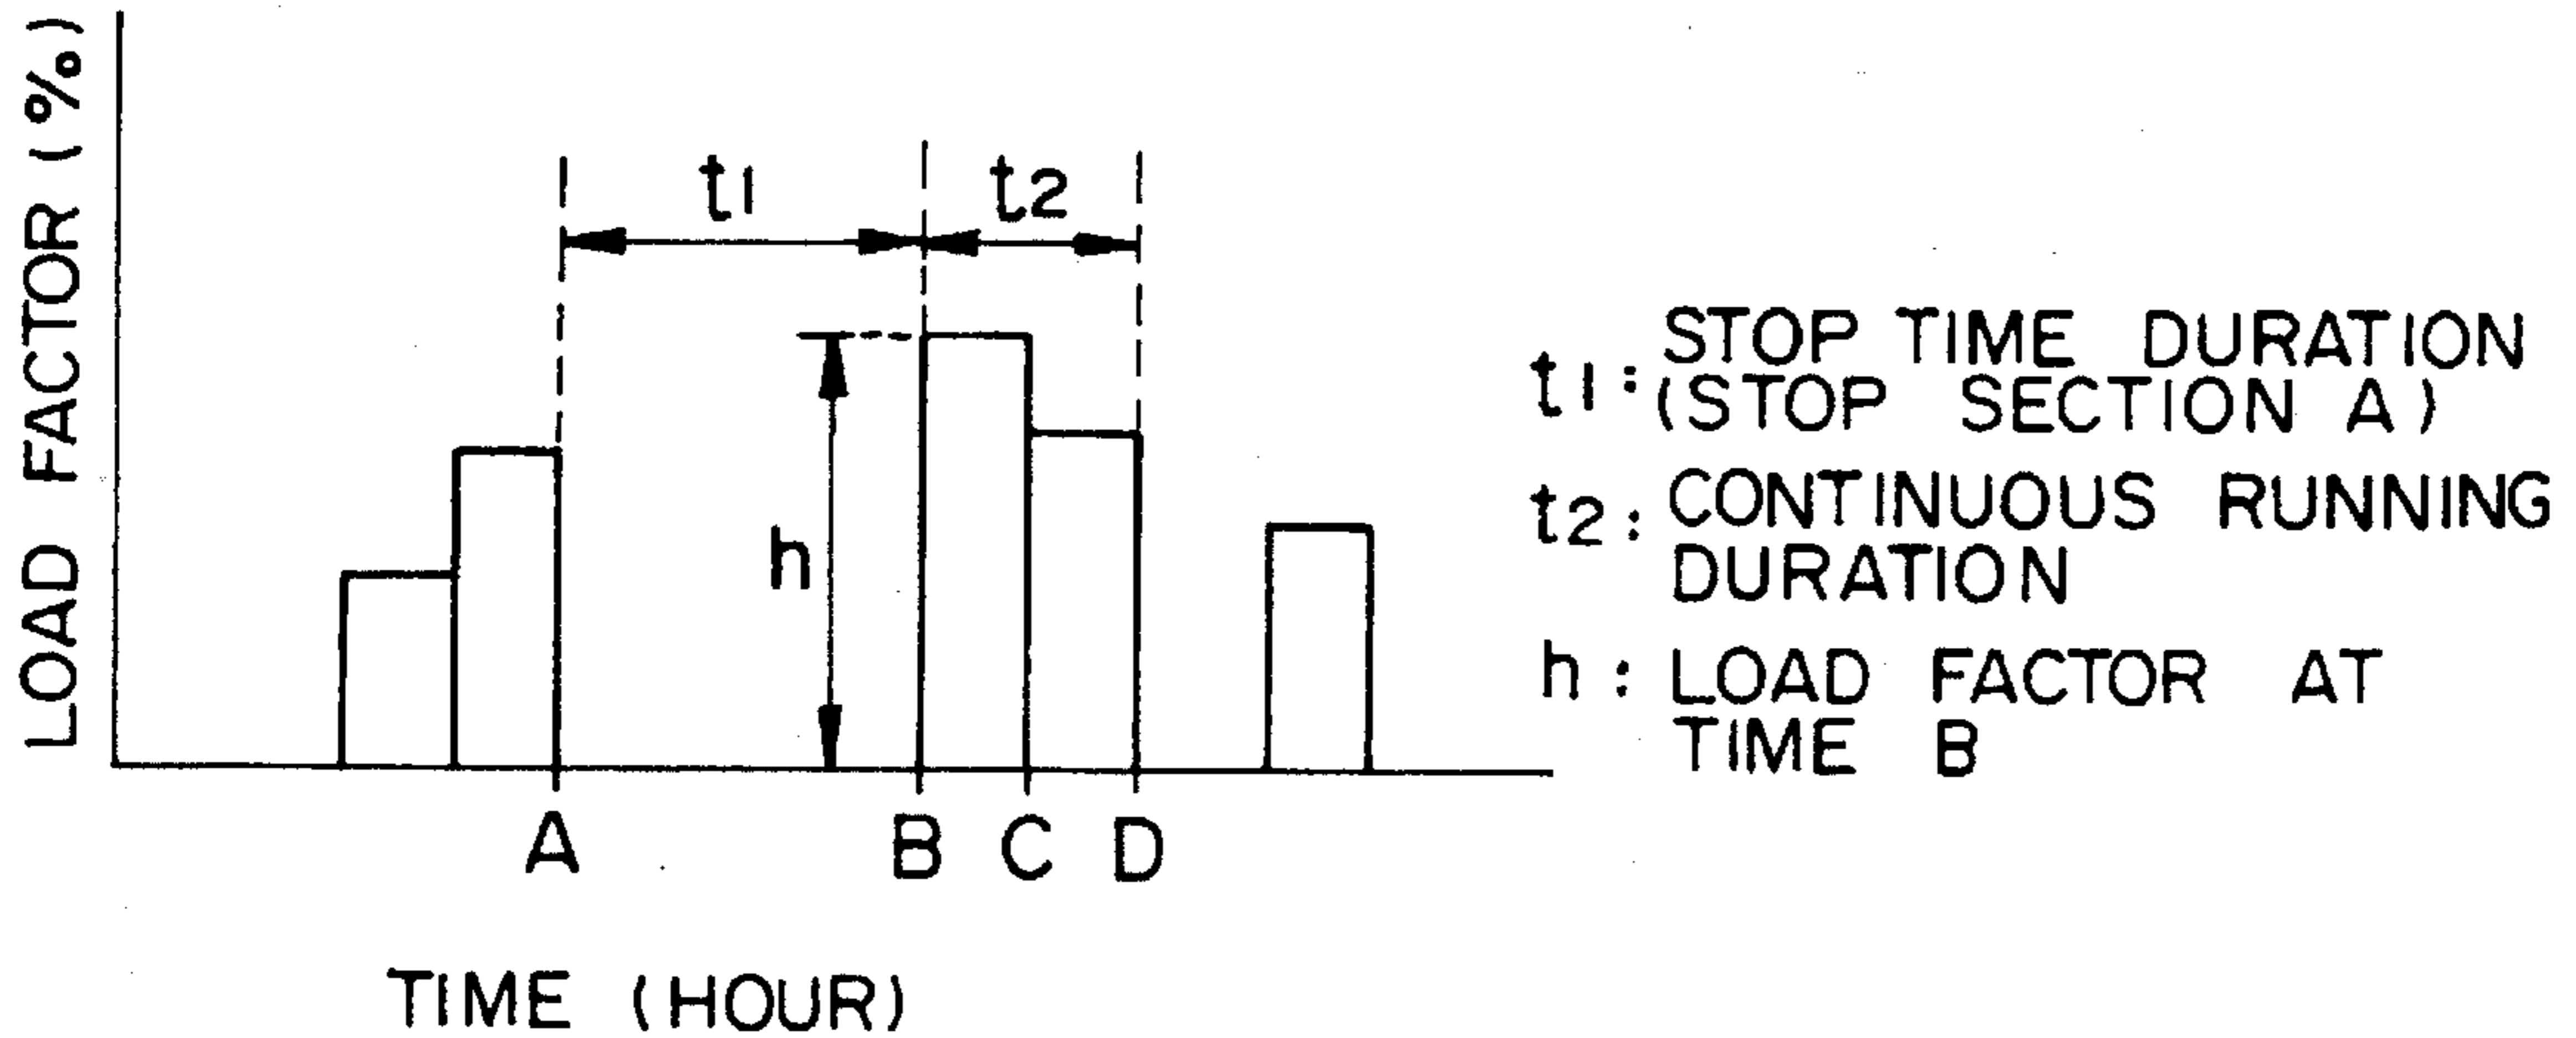 LOAD FACTOR (%)
t1
t2
h
A B C D
TIME (HOUR)
t1: STOP TIME DURATION
(STOP SECTION A)
t2: CONTINUOUS RUNNING
DURATION
h: LOAD FACTOR AT
TIME B